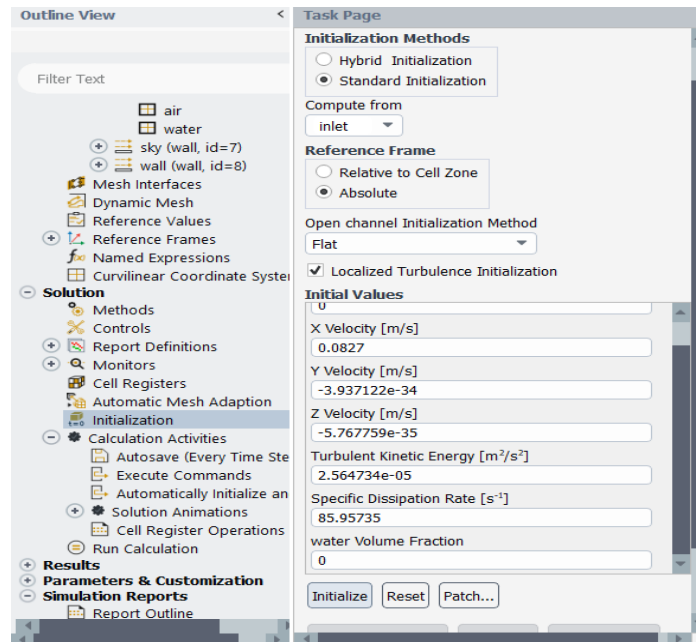 Outline View <
Filter Text
air
water
sky (wall, id=7)
wall (wall, id=8)
Mesh Interfaces
Dynamic Mesh
Reference Values
Reference Frames
Named Expressions
Curvilinear Coordinate Syster
Solution
Methods
Controls
Report Definitions
Monitors
Cell Registers
Automatic Mesh Adaption
Initialization
Calculation Activities
Autosave (Every Time Ste
Execute Commands
Automatically Initialize an
Solution Animations
Cell Register Operations
Run Calculation
Results
Parameters & Customization
Simulation Reports
Report Outline
Task Page
Initialization Methods
Hybrid Initialization
Standard Initialization
Compute from
inlet
Reference Frame
Relative to Cell Zone
Absolute
Open channel Initialization Method
Flat
Localized Turbulence Initialization
Initial Values
0
X Velocity [m/s]
0.0827
Y Velocity [m/s]
-3.937122e-34
Z Velocity [m/s]
-5.767759e-35
Turbulent Kinetic Energy [m²/s²]
2.564734e-05
Specific Dissipation Rate [s⁻¹]
85.95735
water Volume Fraction
0
Initialize Reset Patch...